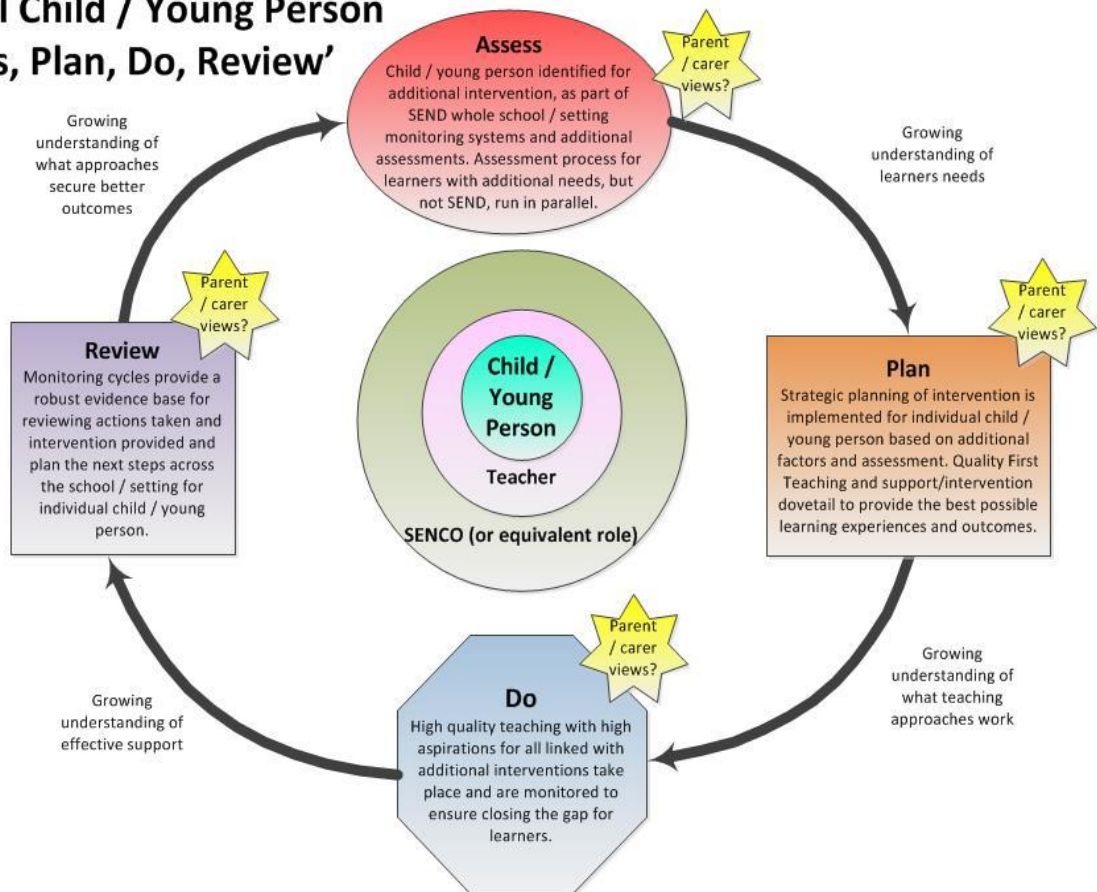 l Child / Young Person
s, Plan, Do, Review’
Assess
Child / young person identified for
additional intervention, as part of
SEND whole school / setting
monitoring systems and additional
assessments. Assessment process for
learners with additional needs, but
not SEND, run in parallel.
Parent
/ carer
views?
Growing
understanding of
learners needs
Parent
/ carer
views?
Plan
Strategic planning of intervention is
implemented for individual child /
young person based on additional
factors and assessment. Quality First
Teaching and support/intervention
dovetail to provide the best possible
learning experiences and outcomes.
Growing
understanding of
what teaching
approaches work
Parent
/ carer
views?
Do
High quality teaching with high
aspirations for all linked with
additional interventions take
place and are monitored to
ensure closing the gap for
learners.
Growing
understanding of
effective support
Parent
/ carer
views?
Review
Monitoring cycles provide a
robust evidence base for
reviewing actions taken and
intervention provided and
plan the next steps across
the school / setting for
individual child / young
person.
Growing
understanding of
what approaches
secure better
outcomes
Child /
Young
Person
Teacher
SENCO (or equivalent role)